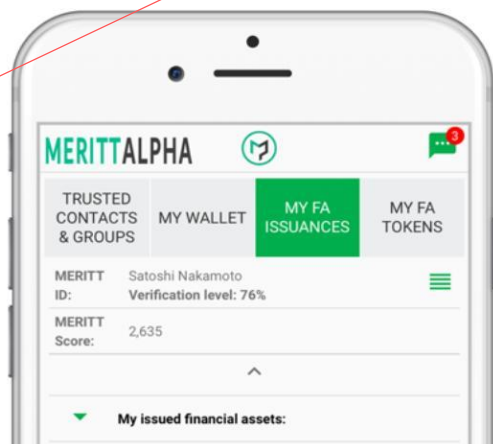 MERITTALPHA
3
TRUSTED
CONTACTS
& GROUPS
MY WALLET
MY FA
ISSUANCES
MY FA
TOKENS
MERITT
ID:
Satoshi Nakamoto
Verification level: 76%
MERITT
Score:
2,635
My issued financial assets: